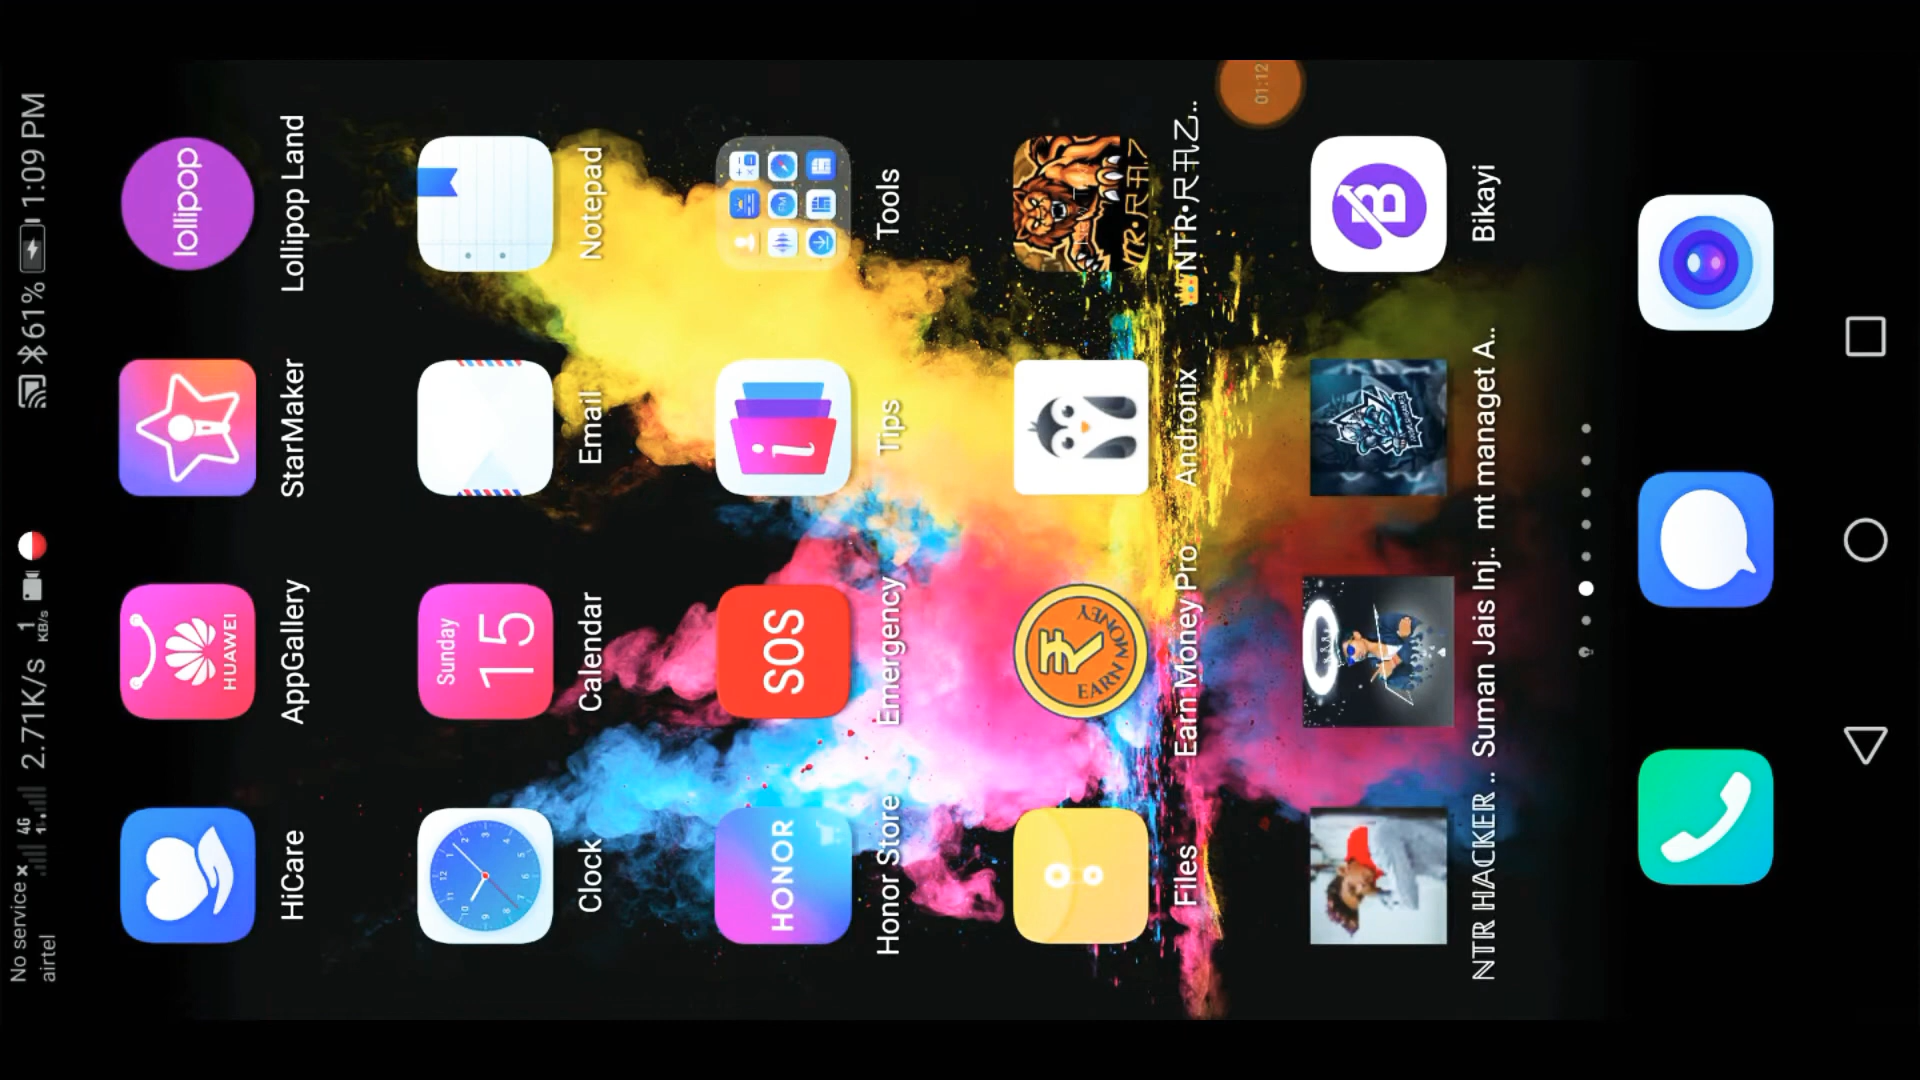 No service
airtel
4G
2.71K/s
1
KB/s
61%
1:09 PM
HUAWEI
lollipop
HiCare
AppGallery
StarMaker
Lollipop Land
Sunday
15
Clock
Calendar
Email
Notepad
HONOR
SOS
i
Honor Store
Emergency
Tips
Tools
EARN MONEY
Files
Earn Money Pro
Andronix
👑NTR•尺卂乙..
01:12
B
ℕ𝕋ℝ ℍ𝔸ℂ𝕂𝔼ℝ ..
Suman Jais Inj..
mt managet A..
Bikayi